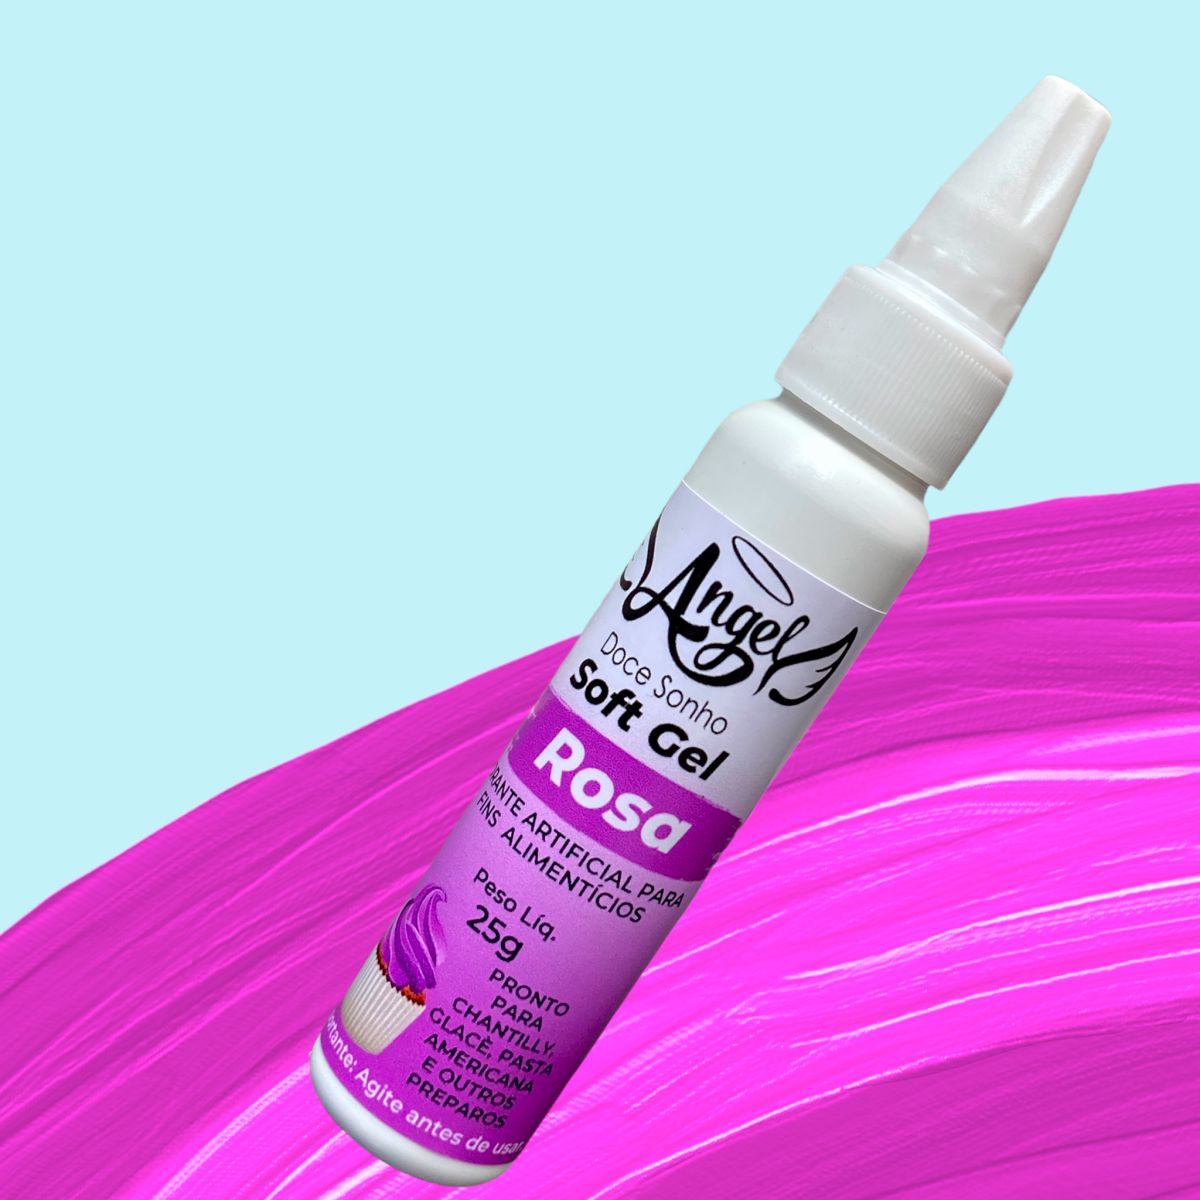 Angel
Doce Sonho
Soft Gel
Rosa
RANTE ARTIFICIAL PARA
FINS ALIMENTÍCIOS
Peso Líq.
25g
PRONTO
PARA
CHANTILLY,
GLACÊ, PASTA
AMERICANA
E OUTROS
PREPAROS
ortante: Agite antes de usar